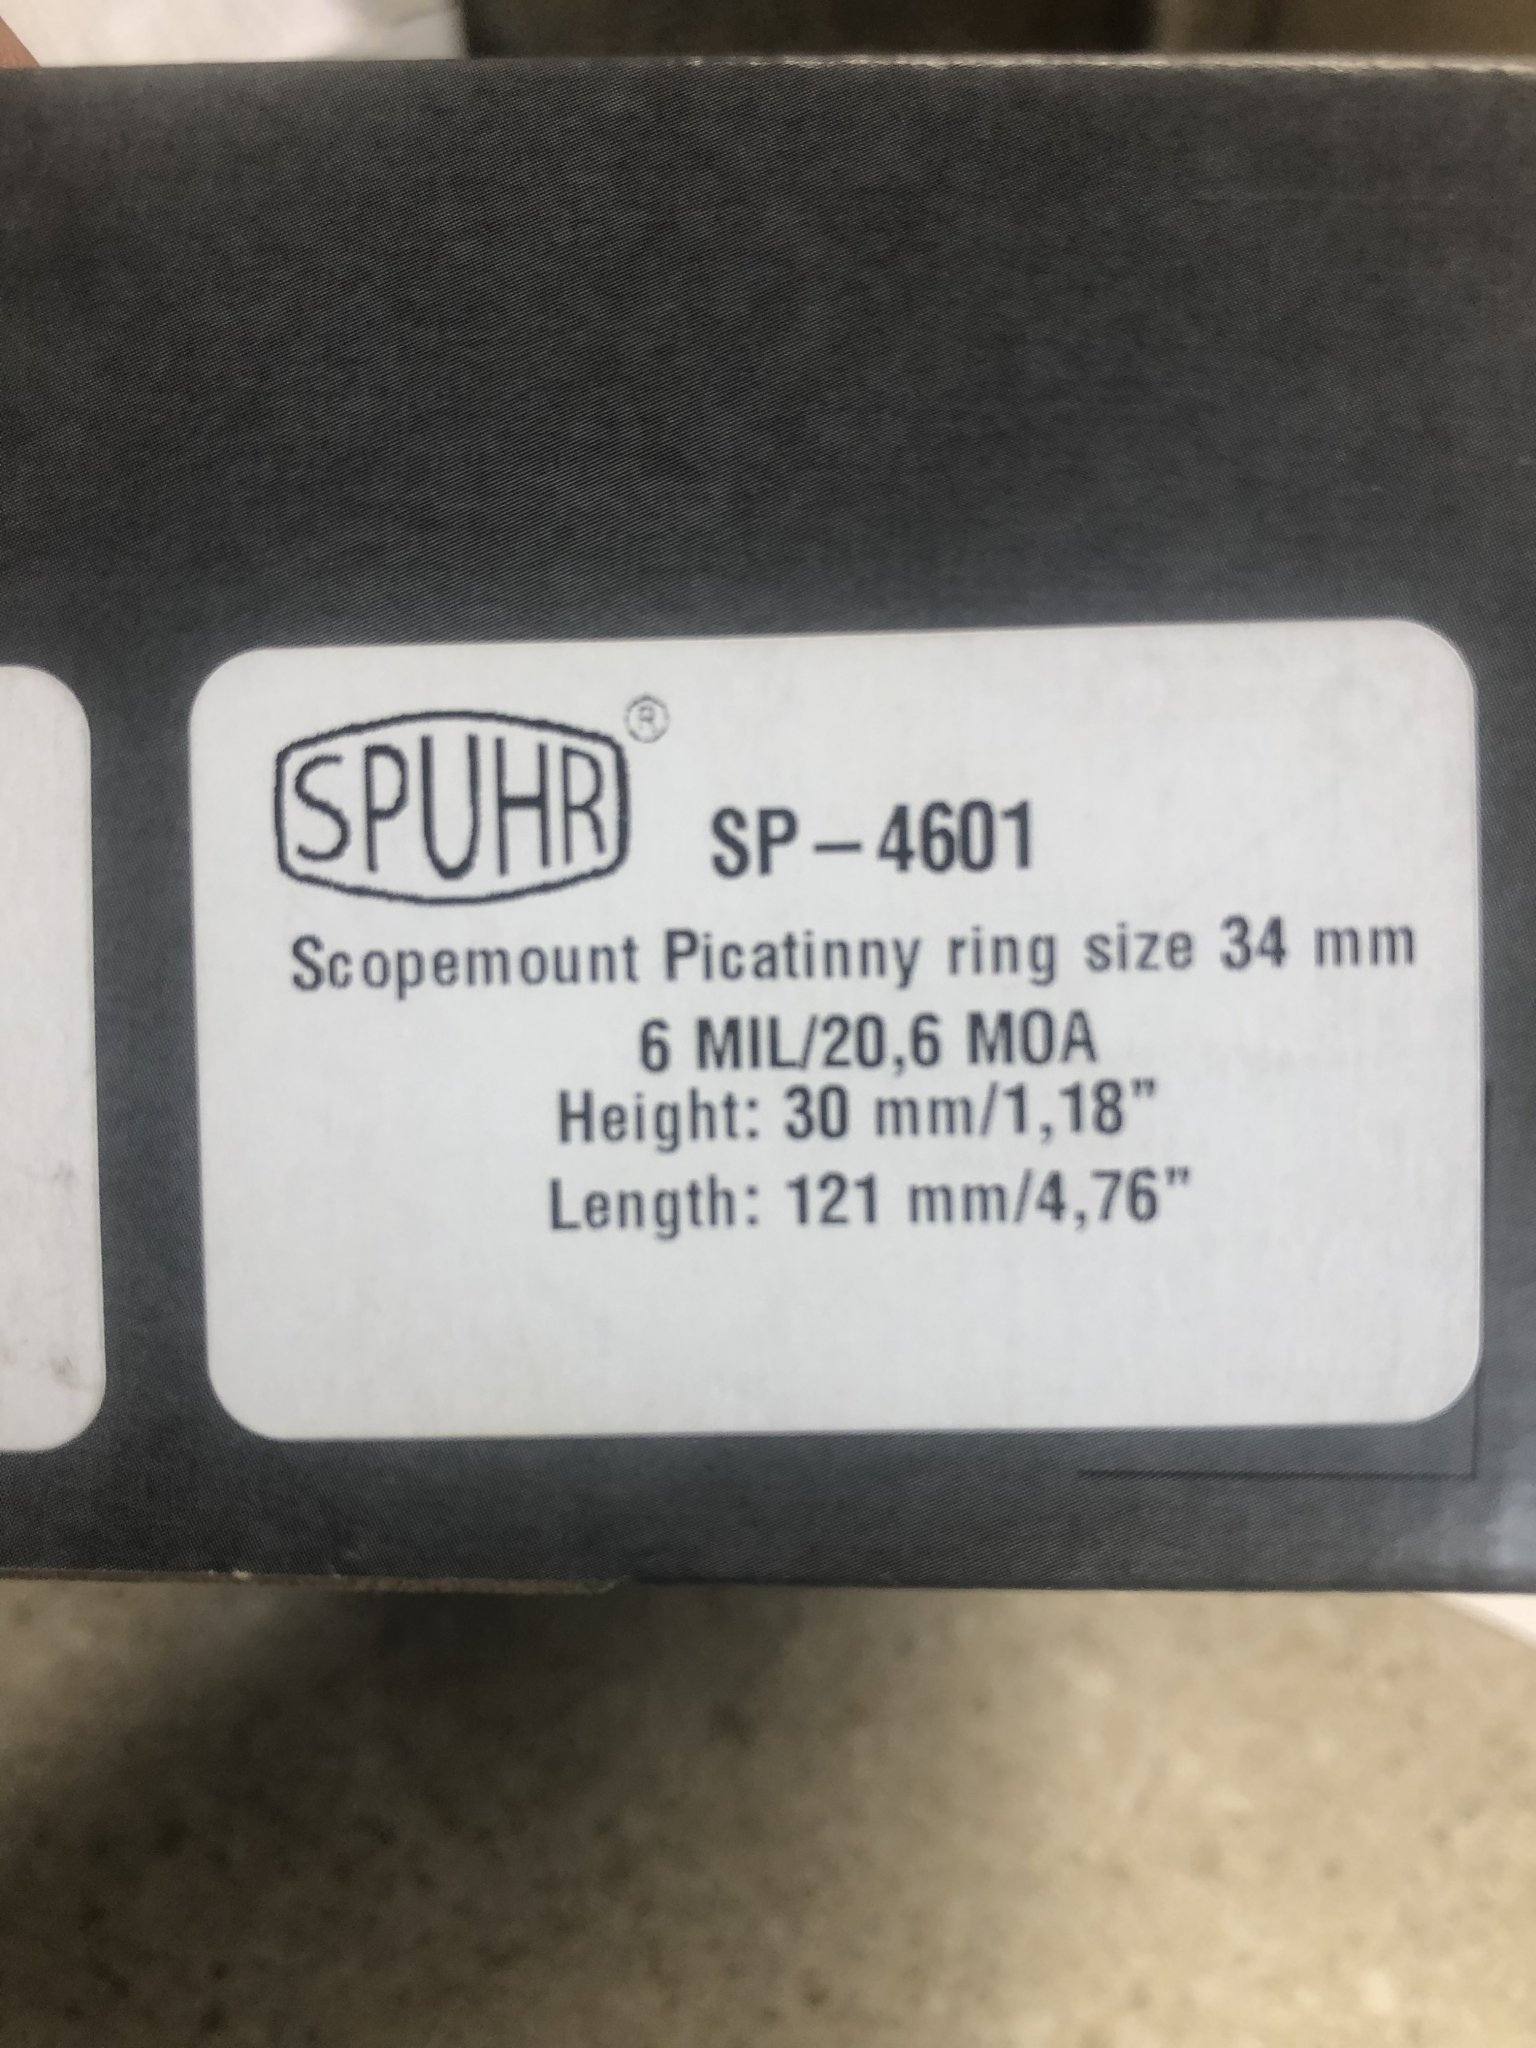 SPUHR® SP-4601
Scopemount Picatinny ring size 34 mm
6 MIL/20,6 MOA
Height: 30 mm/1,18”
Length: 121 mm/4,76”